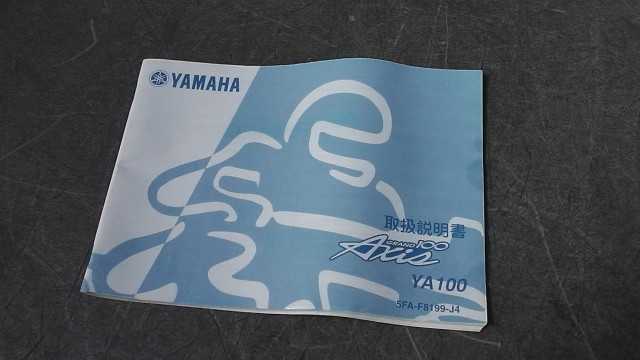 YAMAHA
取扱説明書
GRAND 100
Axis
YA100
5FA-F8199-J4